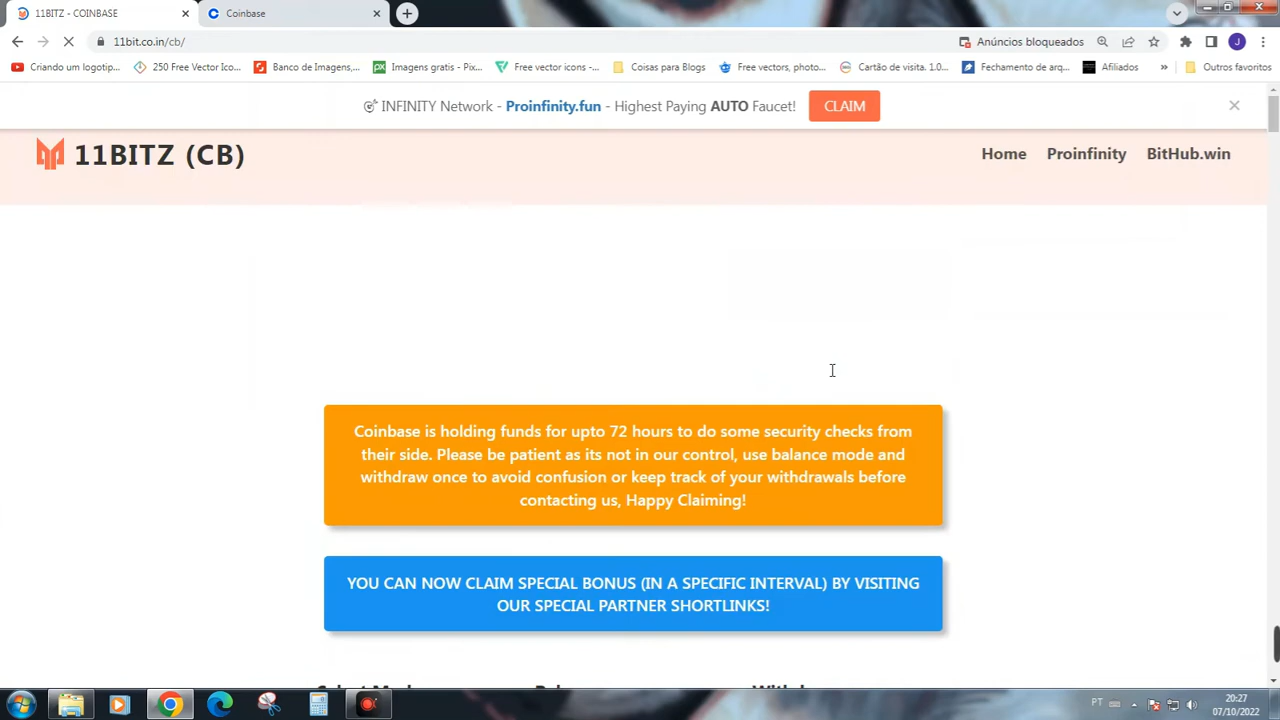 11BITZ - COINBASE
Coinbase
11bit.co.in/cb/
Anúncios bloqueados
J
Criando um logotip...
250 Free Vector Ico...
Banco de Imagens,...
Imagens gratis - Pix...
Free vector icons -...
Coisas para Blogs
Free vectors, photo...
Cartão de visita. 1.0...
Fechamento de arq...
Afiliados
»
Outros favoritos
INFINITY Network - Proinfinity.fun - Highest Paying AUTO Faucet!
CLAIM
11BITZ (CB)
Home
Proinfinity
BitHub.win
Coinbase is holding funds for upto 72 hours to do some security checks from
their side. Please be patient as its not in our control, use balance mode and
withdraw once to avoid confusion or keep track of your withdrawals before
contacting us, Happy Claiming!
YOU CAN NOW CLAIM SPECIAL BONUS (IN A SPECIFIC INTERVAL) BY VISITING
OUR SPECIAL PARTNER SHORTLINKS!
PT
20:27
07/10/2022